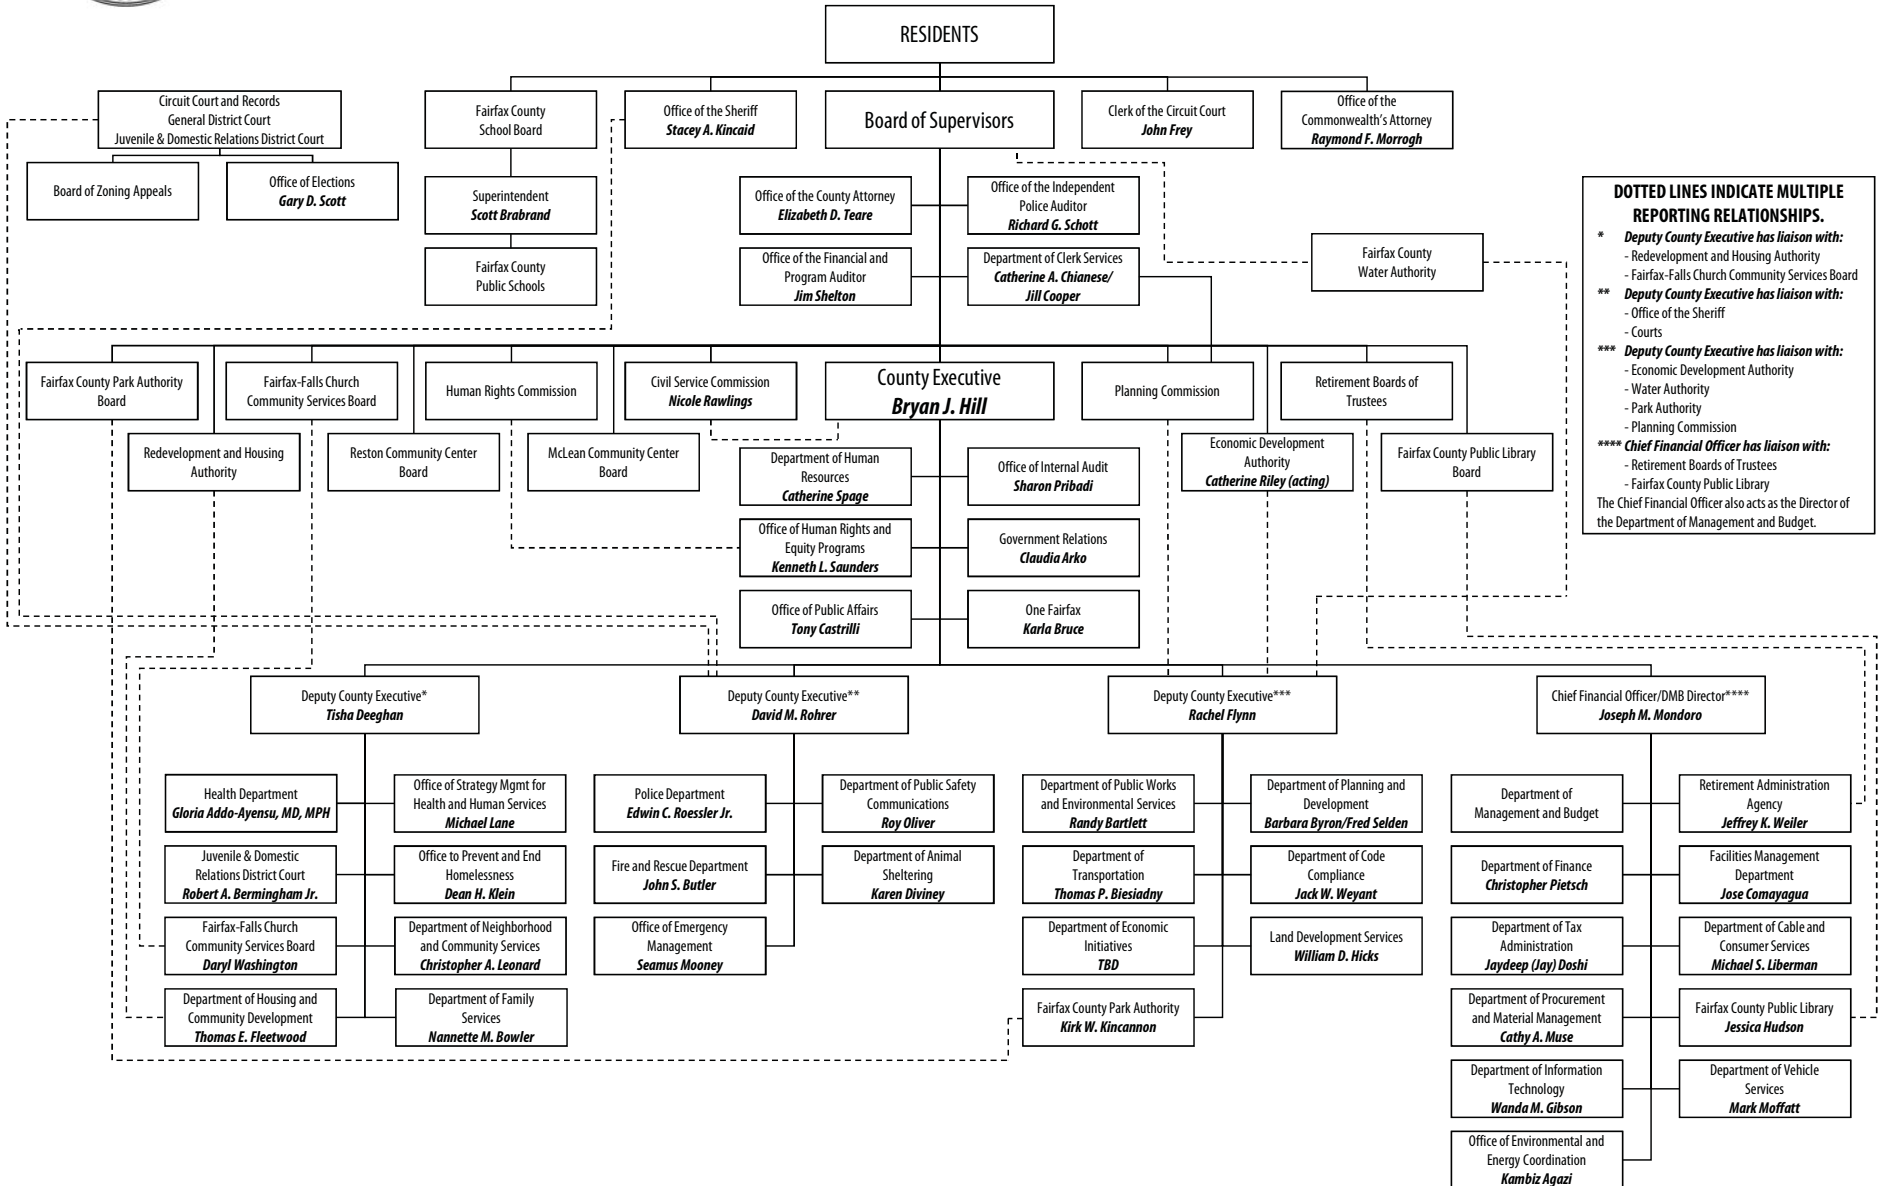 RESIDENTS
Circuit Court and Records
General District Court
Juvenile & Domestic Relations District Court
Fairfax County
School Board
Office of the Sheriff
Stacey A. Kincaid
Board of Supervisors
Clerk of the Circuit Court
John Frey
Office of the
Commonwealth's Attorney
Raymond F. Morrogh
Board of Zoning Appeals
Office of Elections
Gary D. Scott
Superintendent
Scott Brabrand
Fairfax County
Public Schools
Office of the County Attorney
Elizabeth D. Teare
Office of the Independent
Police Auditor
Richard G. Schott
Office of the Financial and
Program Auditor
Jim Shelton
Department of Clerk Services
Catherine A. Chianese/
Jill Cooper
Fairfax County
Water Authority
DOTTED LINES INDICATE MULTIPLE
REPORTING RELATIONSHIPS.
* Deputy County Executive has liaison with:
- Redevelopment and Housing Authority
- Fairfax-Falls Church Community Services Board
** Deputy County Executive has liaison with:
- Office of the Sheriff
- Courts
*** Deputy County Executive has liaison with:
- Economic Development Authority
- Water Authority
- Park Authority
- Planning Commission
**** Chief Financial Officer has liaison with:
- Retirement Boards of Trustees
- Fairfax County Public Library
The Chief Financial Officer also acts as the Director of
the Department of Management and Budget.
Fairfax County Park Authority
Board
Fairfax-Falls Church
Community Services Board
Human Rights Commission
Civil Service Commission
Nicole Rawlings
County Executive
Bryan J. Hill
Planning Commission
Retirement Boards of
Trustees
Redevelopment and Housing
Authority
Reston Community Center
Board
McLean Community Center
Board
Economic Development
Authority
Catherine Riley (acting)
Fairfax County Public Library
Board
Department of Human
Resources
Catherine Spage
Office of Internal Audit
Sharon Pribadi
Office of Human Rights and
Equity Programs
Kenneth L. Saunders
Government Relations
Claudia Arko
Office of Public Affairs
Tony Castrilli
One Fairfax
Karla Bruce
Deputy County Executive*
Tisha Deeghan
Deputy County Executive**
David M. Rohrer
Deputy County Executive***
Rachel Flynn
Chief Financial Officer/DMB Director****
Joseph M. Mondoro
Health Department
Gloria Addo-Ayensu, MD, MPH
Office of Strategy Mgmt for
Health and Human Services
Michael Lane
Juvenile & Domestic
Relations District Court
Robert A. Bermingham Jr.
Office to Prevent and End
Homelessness
Dean H. Klein
Fairfax-Falls Church
Community Services Board
Daryl Washington
Department of Neighborhood
and Community Services
Christopher A. Leonard
Department of Housing and
Community Development
Thomas E. Fleetwood
Department of Family
Services
Nannette M. Bowler
Police Department
Edwin C. Roessler Jr.
Department of Public Safety
Communications
Roy Oliver
Fire and Rescue Department
John S. Butler
Department of Animal
Sheltering
Karen Diviney
Office of Emergency
Management
Seamus Mooney
Department of Public Works
and Environmental Services
Randy Bartlett
Department of Planning and
Development
Barbara Byron/Fred Selden
Department of
Transportation
Thomas P. Biesiadny
Department of Code
Compliance
Jack W. Weyant
Department of Economic
Initiatives
TBD
Land Development Services
William D. Hicks
Fairfax County Park Authority
Kirk W. Kincannon
Department of
Management and Budget
Retirement Administration
Agency
Jeffrey K. Weiler
Department of Finance
Christopher Pietsch
Facilities Management
Department
Jose Comayagua
Department of Tax
Administration
Jaydeep (Jay) Doshi
Department of Cable and
Consumer Services
Michael S. Liberman
Department of Procurement
and Material Management
Cathy A. Muse
Fairfax County Public Library
Jessica Hudson
Department of Information
Technology
Wanda M. Gibson
Department of Vehicle
Services
Mark Moffatt
Office of Environmental and
Energy Coordination
Kambiz Agazi